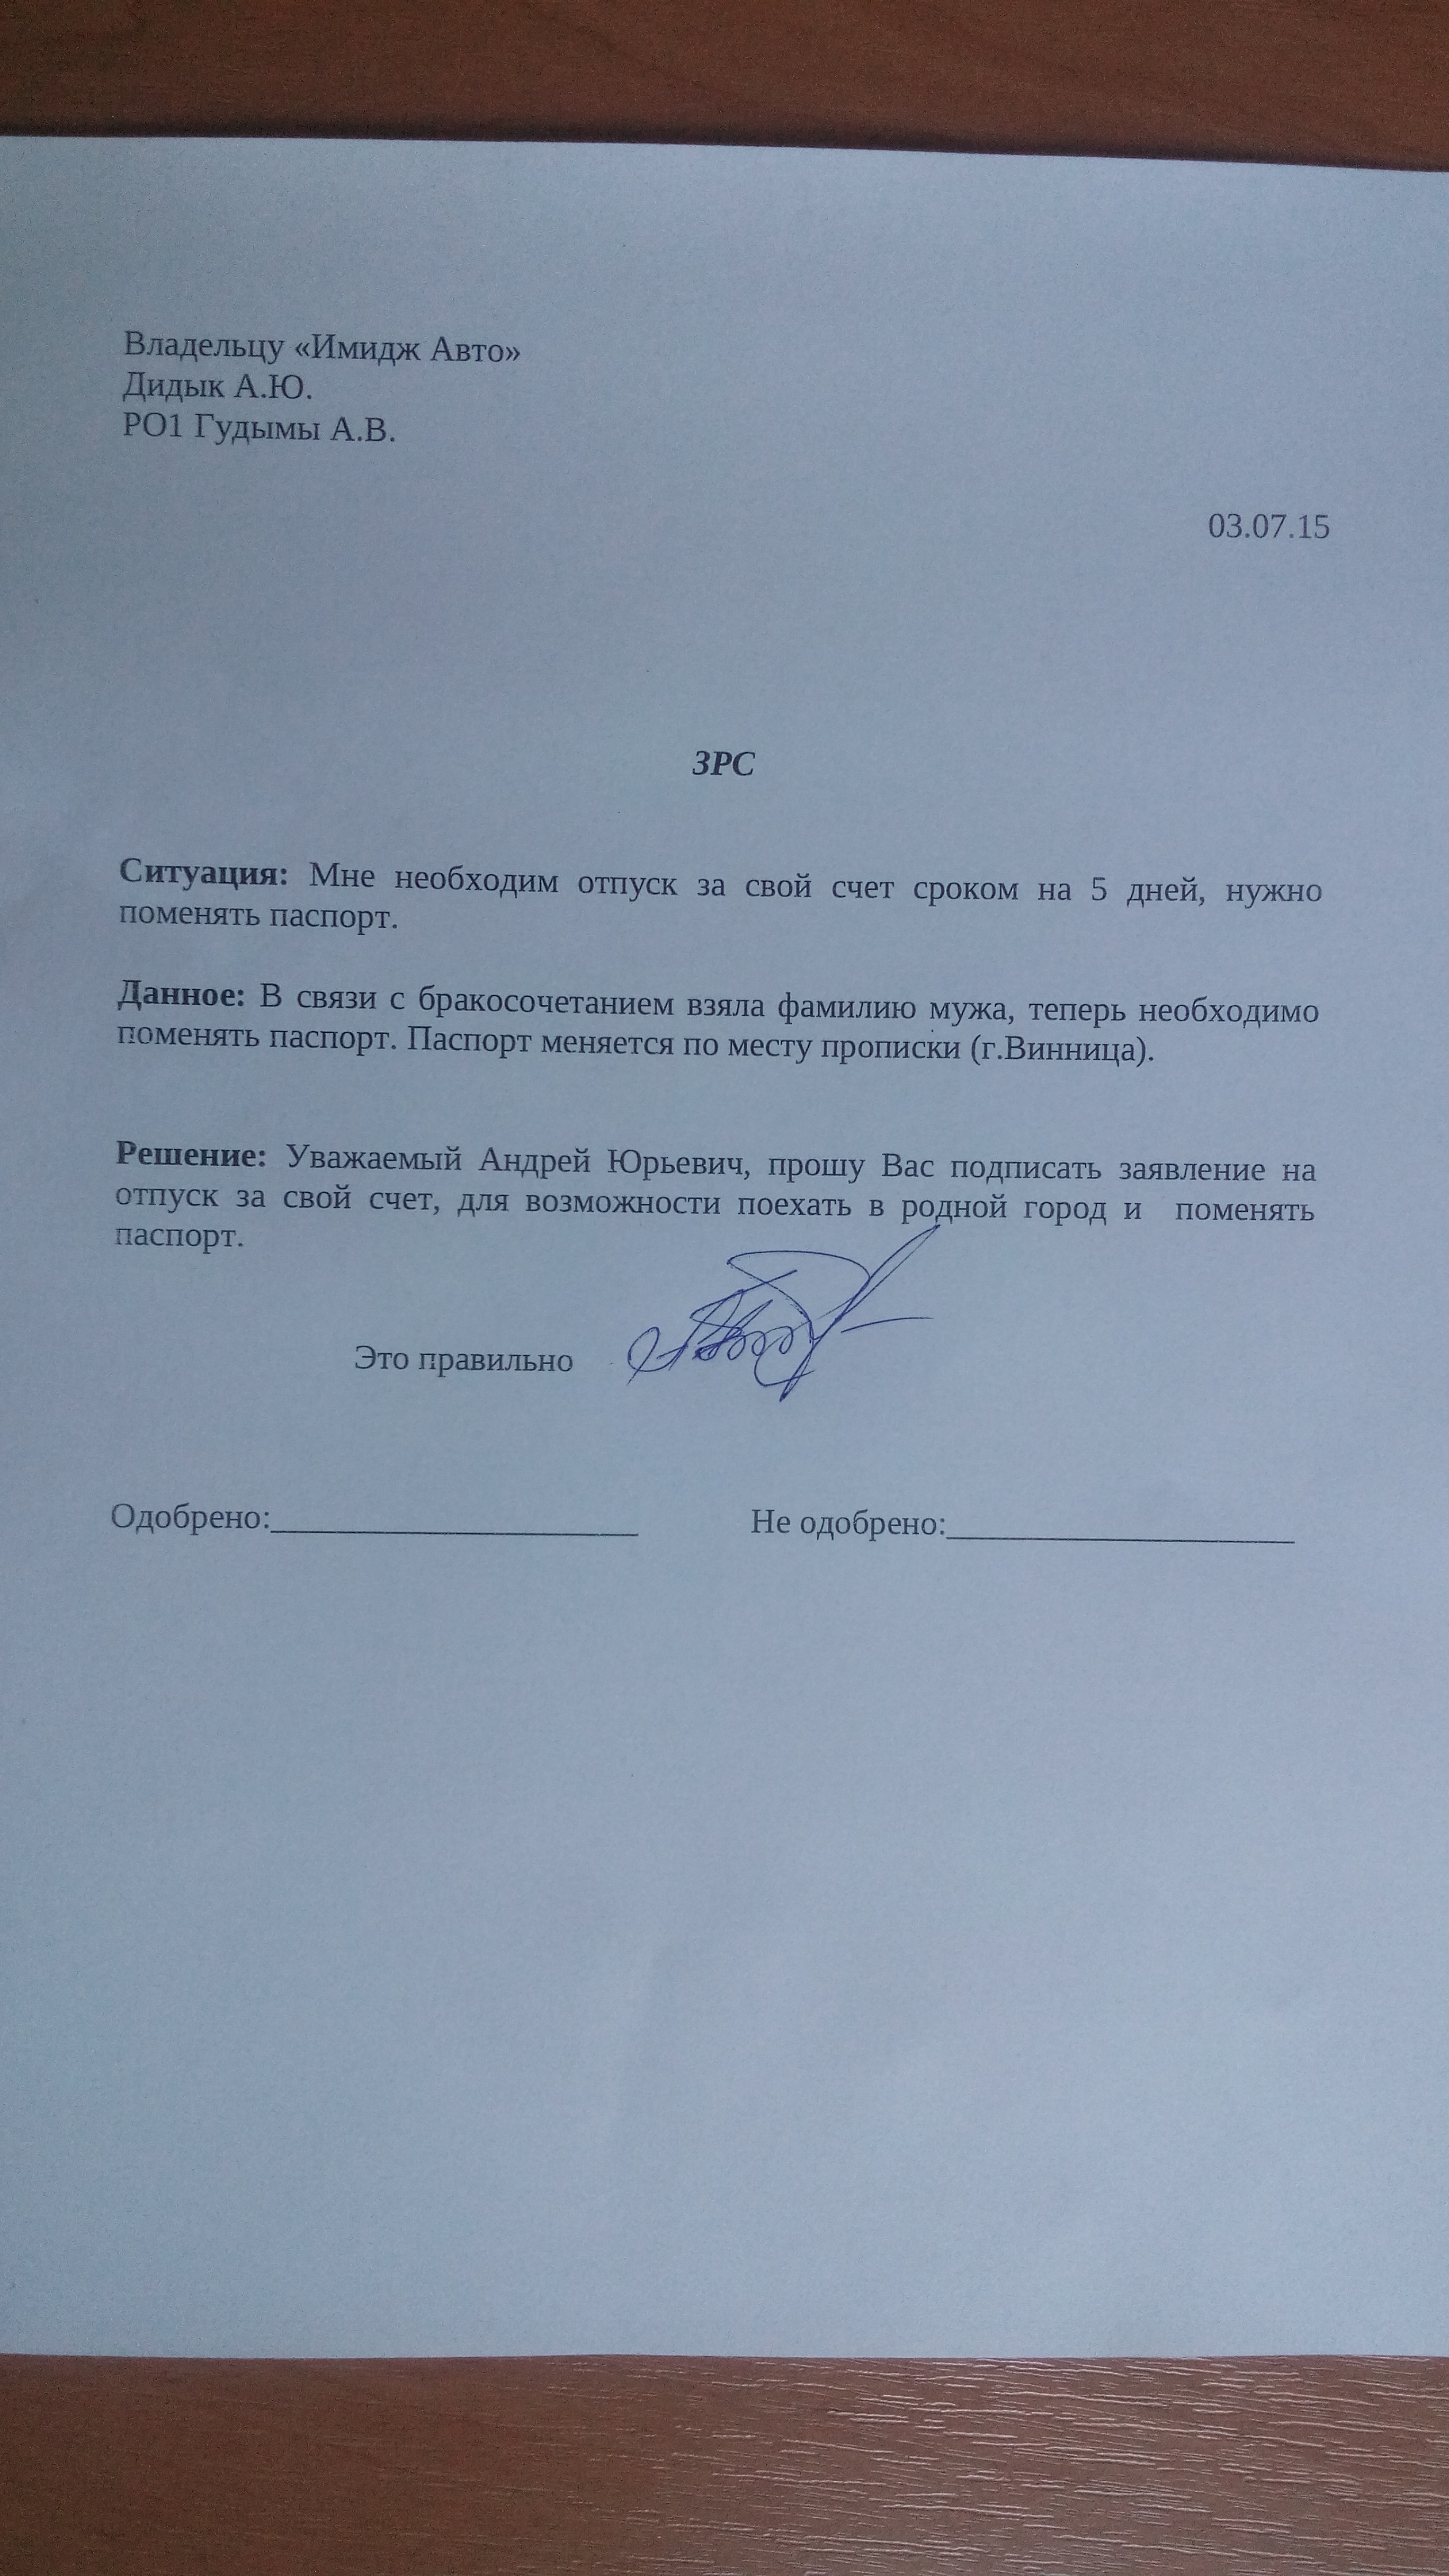 Владельцу «Имидж Авто»
Дидык А.Ю.
РО1 Гудымы А.В.
03.07.15
ЗРС
Ситуация: Мне необходим отпуск за свой счет сроком на 5 дней, нужно
поменять паспорт.
Данное: В связи с бракосочетанием взяла фамилию мужа, теперь необходимо
поменять паспорт. Паспорт меняется по месту прописки (г.Винница).
Решение: Уважаемый Андрей Юрьевич, прошу Вас подписать заявление на
отпуск за свой счет, для возможности поехать в родной город и поменять
паспорт.
Это правильно
Одобрено:_____________________ Не одобрено:____________________